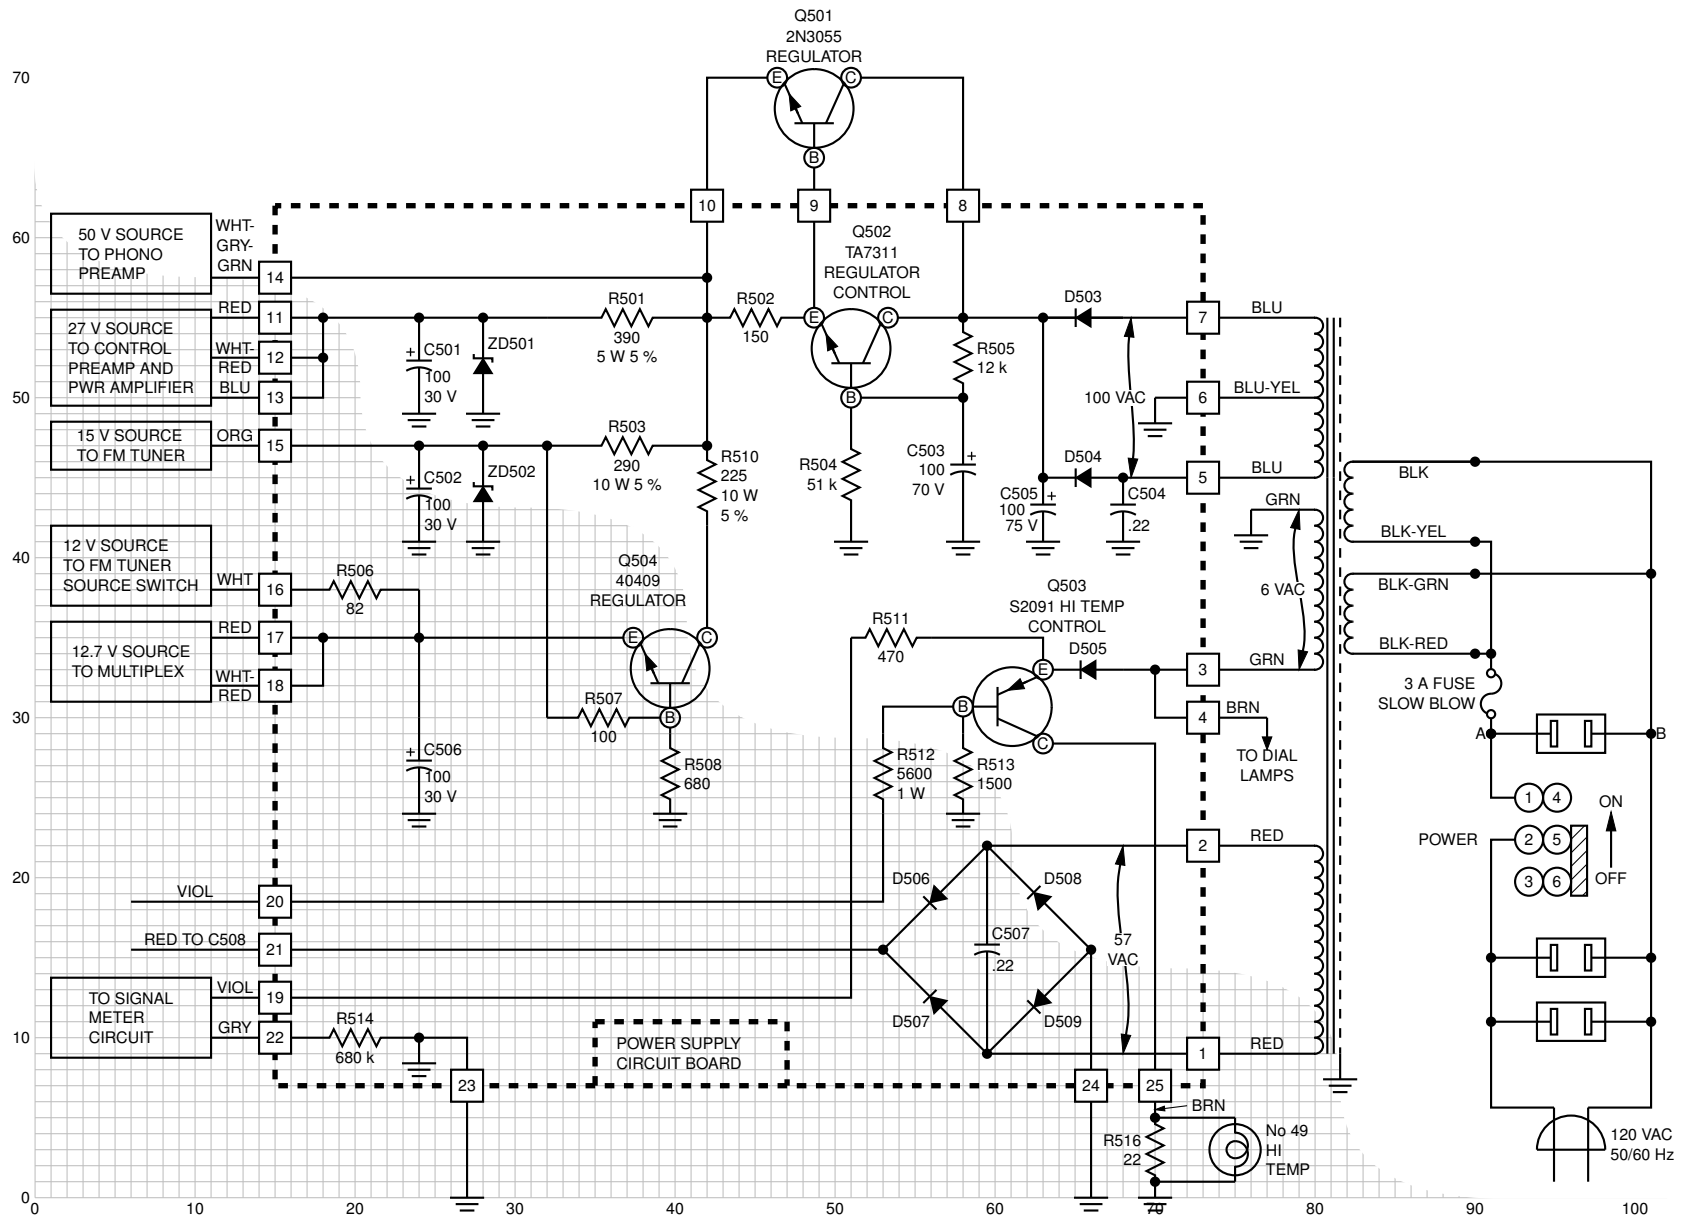 Q501
2N3055
REGULATOR
70
E
C
B
10
9
8
60
50 V SOURCE
TO PHONO
PREAMP
WHT-
GRY-
GRN
14
Q502
TA7311
REGULATOR
CONTROL
27 V SOURCE
TO CONTROL
PREAMP AND
PWR AMPLIFIER
RED
11
WHT-
RED
12
BLU
13
+
C501
100
30 V
ZD501
R501
390
5 W 5 %
R502
150
E
C
B
R505
12 k
D503
7
BLU
100 VAC
6
BLU-YEL
50
15 V SOURCE
TO FM TUNER
ORG
15
+
C502
100
30 V
ZD502
R503
290
10 W 5 %
R510
225
10 W
5 %
R504
51 k
C503
100
70 V
+
D504
5
BLU
C505
100
75 V
+
C504
.22
GRN
BLK
BLK-YEL
40
12 V SOURCE
TO FM TUNER
SOURCE SWITCH
WHT
16
R506
82
Q504
40409
REGULATOR
E
C
B
Q503
S2091 HI TEMP
CONTROL
6 VAC
BLK-GRN
12.7 V SOURCE
TO MULTIPLEX
RED
17
WHT-
RED
18
R511
470
D505
E
B
C
3
GRN
BLK-RED
3 A FUSE
SLOW BLOW
30
R507
100
4
BRN
TO DIAL
LAMPS
A
B
+
C506
100
30 V
R508
680
R512
5600
1 W
R513
1500
1
4
ON
POWER
2
5
3
6
OFF
2
RED
20
VIOL
20
D506
D508
RED TO C508
21
C507
.22
57
VAC
TO SIGNAL
METER
CIRCUIT
VIOL
19
D507
D509
GRY
22
R514
680 k
10
POWER SUPPLY
CIRCUIT BOARD
1
RED
23
24
25
BRN
R516
22
No 49
HI
TEMP
120 VAC
50/60 Hz
0
0
10
20
30
40
50
60
70
80
90
100